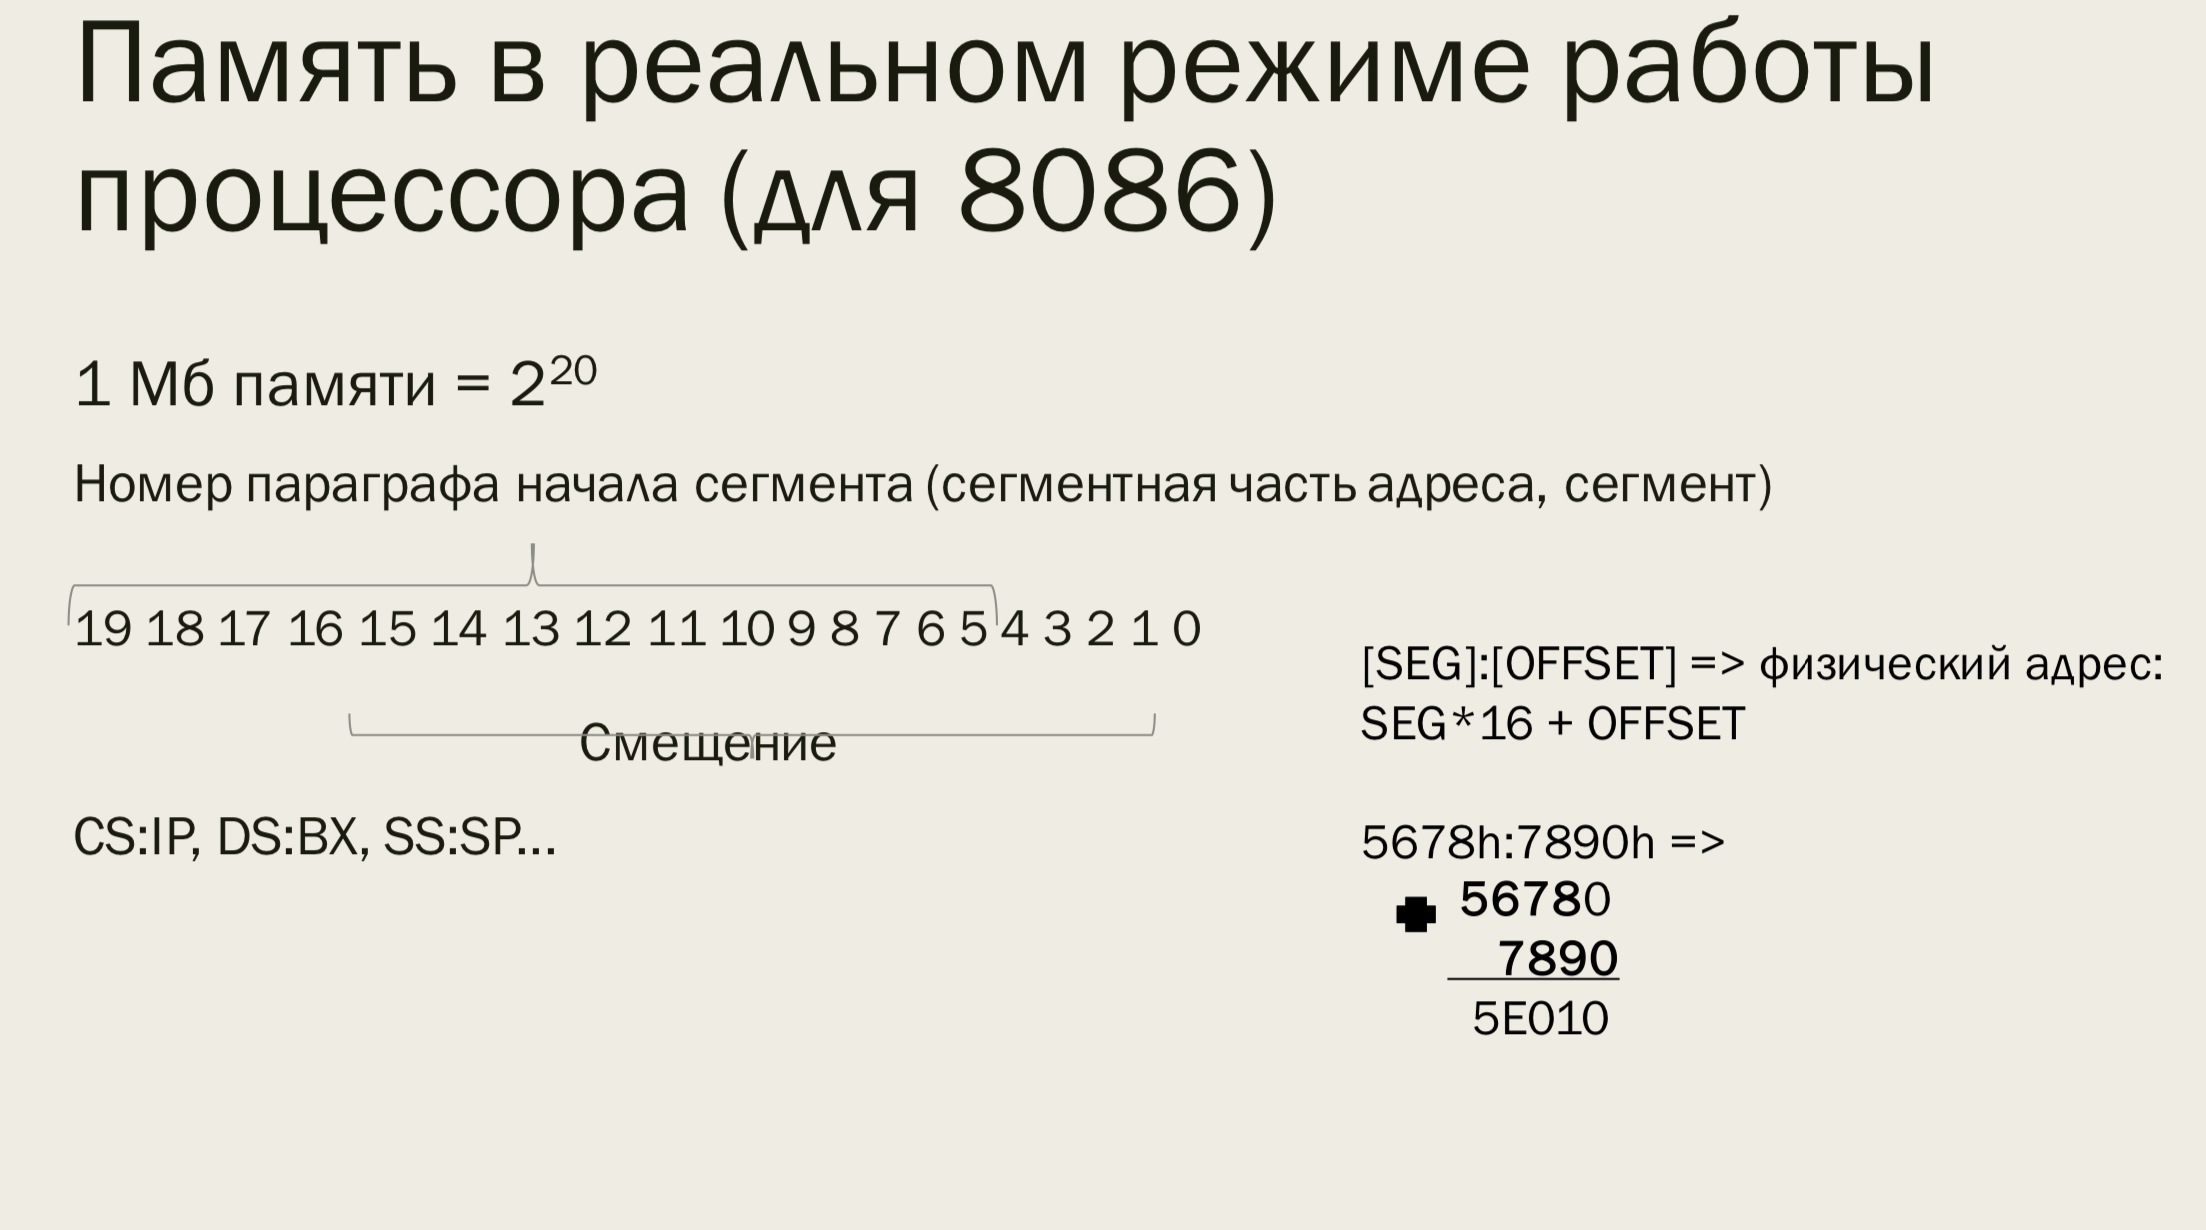 Память в реальном режиме работы
процессора (для 8086)
1 Мб памяти = 2²⁰
Номер параграфа начала сегмента (сегментная часть адреса, сегмент)
19 18 17 16 15 14 13 12 11 10 9 8 7 6 5 4 3 2 1 0
Смещение
CS:IP, DS:BX, SS:SP...
[SEG]:[OFFSET] => физический адрес:
SEG*16 + OFFSET
5678h:7890h =>
56780
7890
5E010